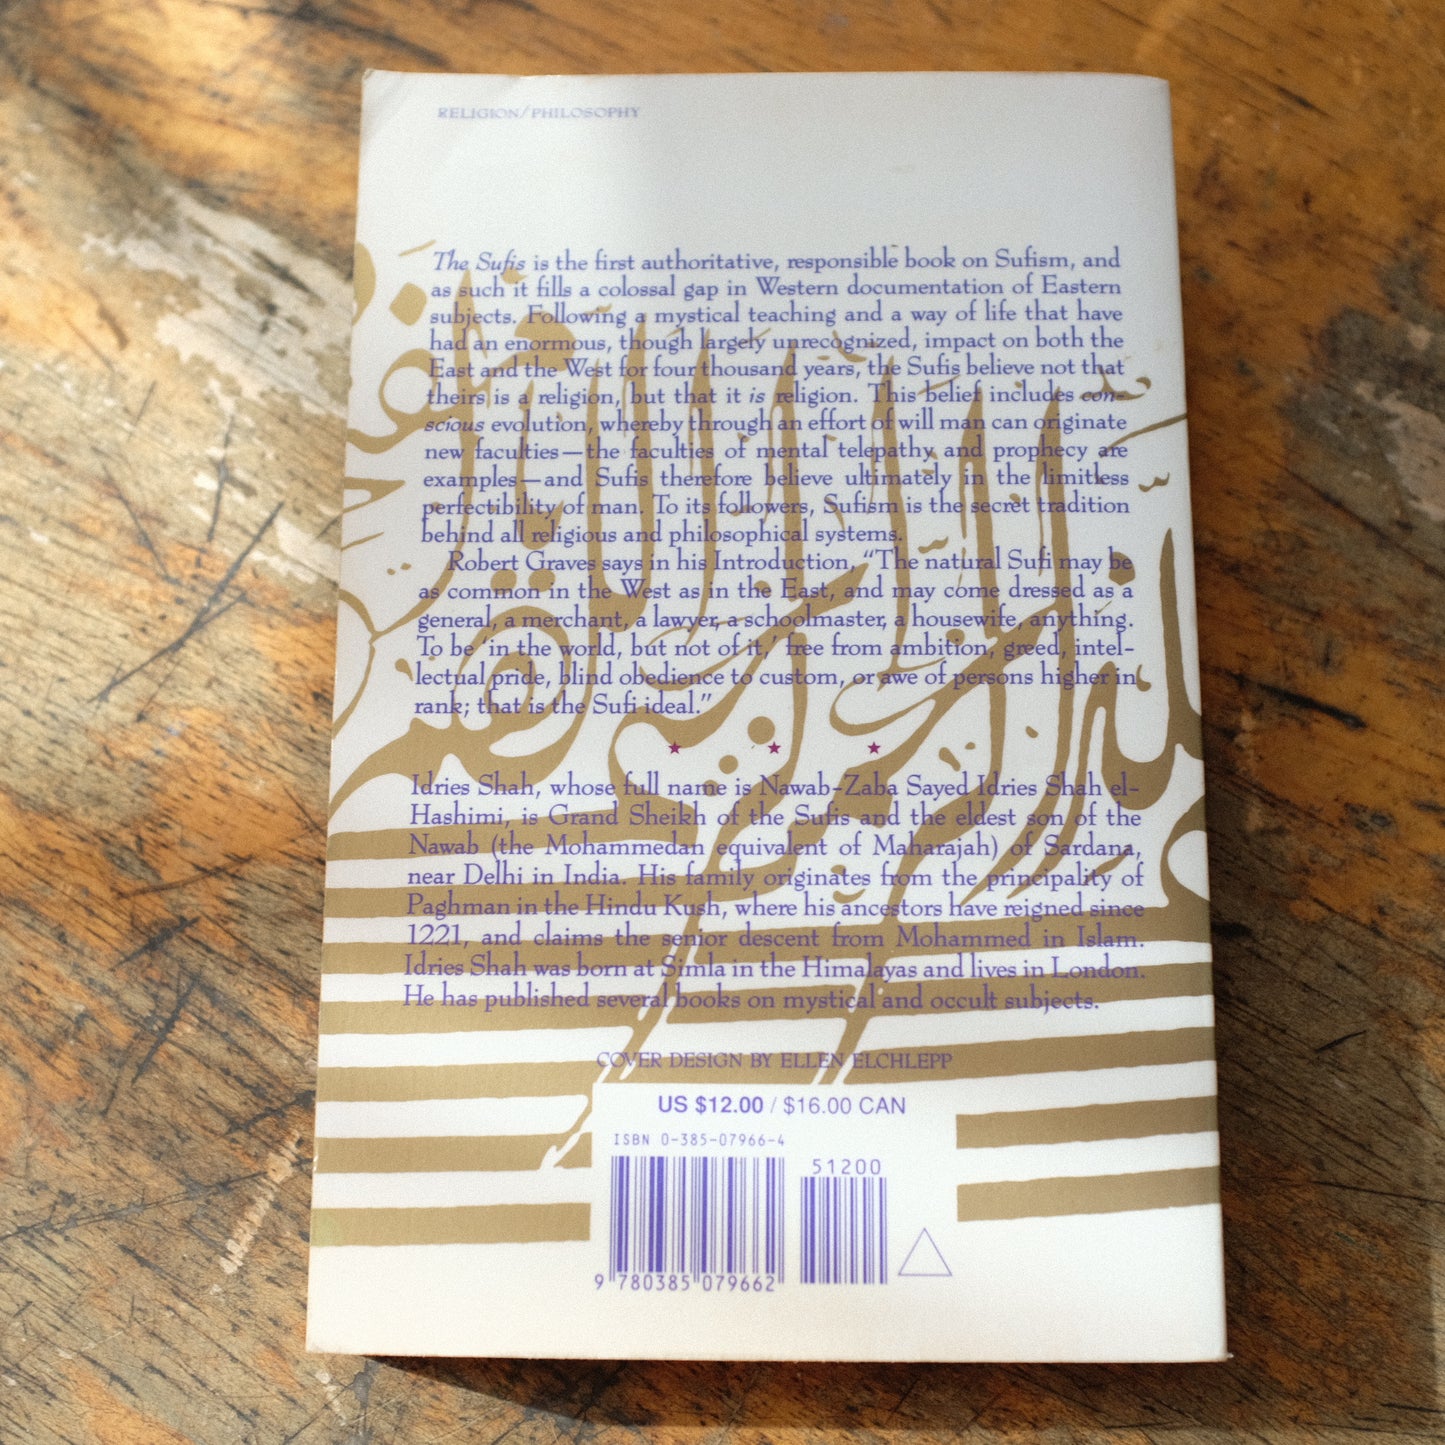 RELIGION/PHILOSOPHY
The Sufis is the first authoritative, responsible book on Sufism, and
as such it fills a colossal gap in Western documentation of Eastern
subjects. Following a mystical teaching and a way of life that have
had an enormous, though largely unrecognized, impact on both the
East and the West for four thousand years, the Sufis believe not that
theirs is a religion, but that it is religion. This belief includes con-
scious evolution, whereby through an effort of will man can originate
new faculties—the faculties of mental telepathy and prophecy are
examples—and Sufis therefore believe ultimately in the limitless
perfectibility of man. To its followers, Sufism is the secret tradition
behind all religious and philosophical systems.
Robert Graves says in his Introduction, “The natural Sufi may be
as common in the West as in the East, and may come dressed as a
general, a merchant, a lawyer, a schoolmaster, a housewife, anything.
To be ‘in the world, but not of it,’ free from ambition, greed, intel-
lectual pride, blind obedience to custom, or awe of persons higher in
rank; that is the Sufi ideal.”
Idries Shah, whose full name is Nawab-Zaba Sayed Idries Shah el-
Hashimi, is Grand Sheikh of the Sufis and the eldest son of the
Nawab (the Mohammedan equivalent of Maharajah) of Sardana,
near Delhi in India. His family originates from the principality of
Paghman in the Hindu Kush, where his ancestors have reigned since
1221, and claims the senior descent from Mohammed in Islam.
Idries Shah was born at Simla in the Himalayas and lives in London.
He has published several books on mystical and occult subjects.
COVER DESIGN BY ELLEN ELCHLEPP
US $12.00 / $16.00 CAN
ISBN 0-385-07966-4
51200
9 780385 079662